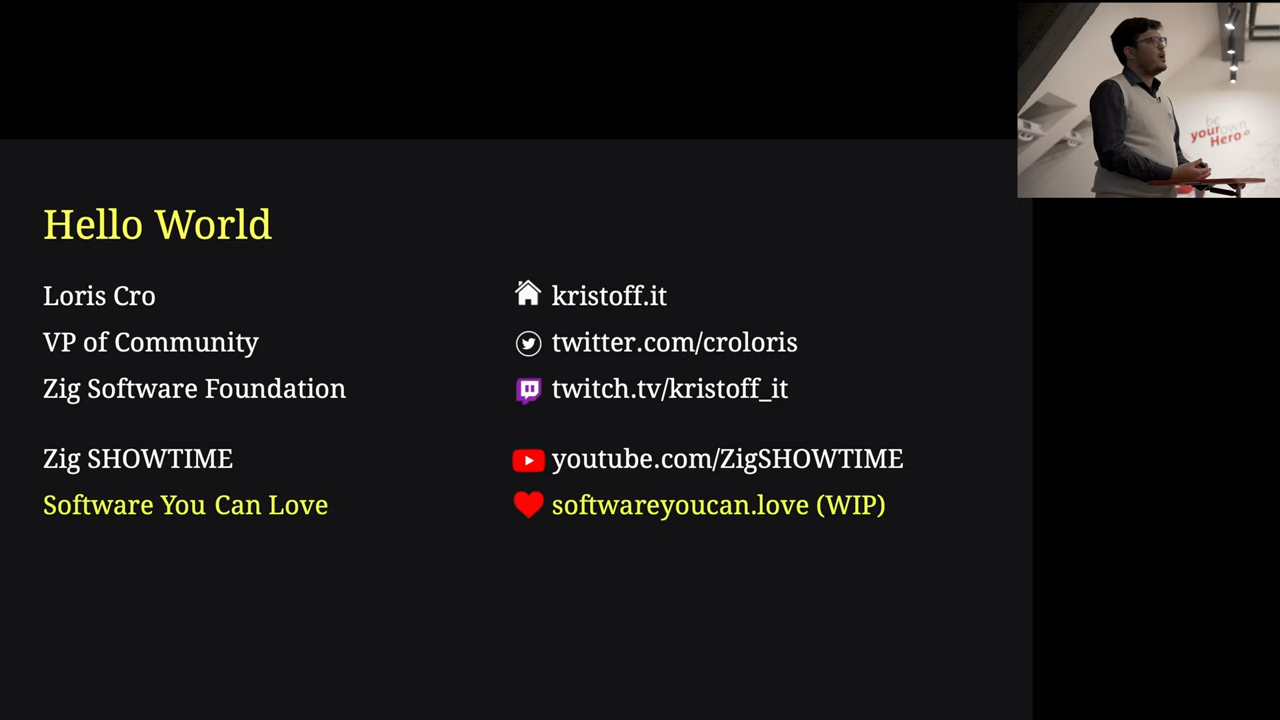 Hello World
Loris Cro
VP of Community
Zig Software Foundation
Zig SHOWTIME
Software You Can Love
kristoff.it
twitter.com/croloris
twitch.tv/kristoff_it
youtube.com/ZigSHOWTIME
softwareyoucan.love (WIP)
be
your own
Hero